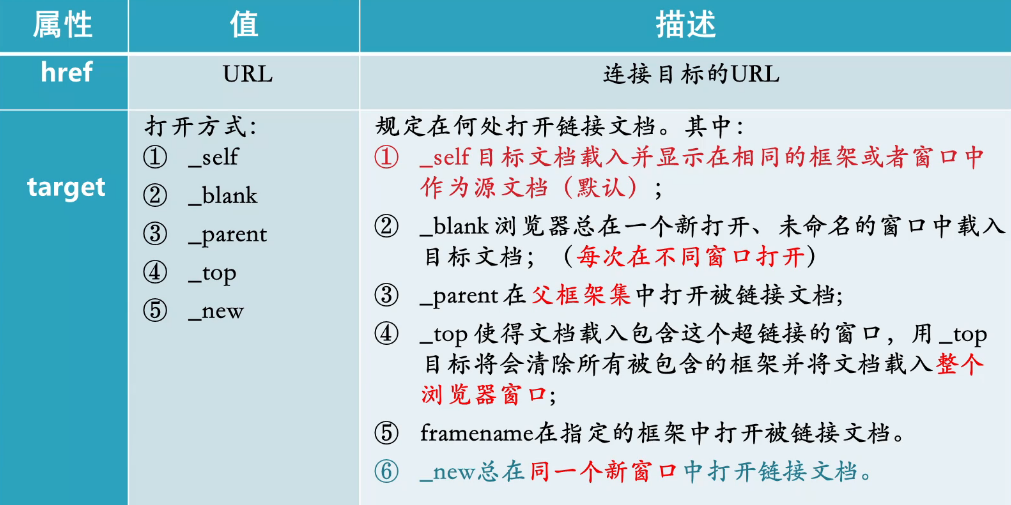 属性 值 描述
href URL 连接目标的URL
target
打开方式：
① _self
② _blank
③ _parent
④ _top
⑤ _new
规定在何处打开链接文档。其中：
① _self 目标文档载入并显示在相同的框架或者窗口中
作为源文档（默认）；
② _blank 浏览器总在一个新打开、未命名的窗口中载入
目标文档；（每次在不同窗口打开）
③ _parent 在父框架集中打开被链接文档；
④ _top 使得文档载入包含这个超链接的窗口，用 _top
目标将会清除所有被包含的框架并将文档载入整个
浏览器窗口；
⑤ framename在指定的框架中打开被链接文档。
⑥ _new总在同一个新窗口中打开链接文档。